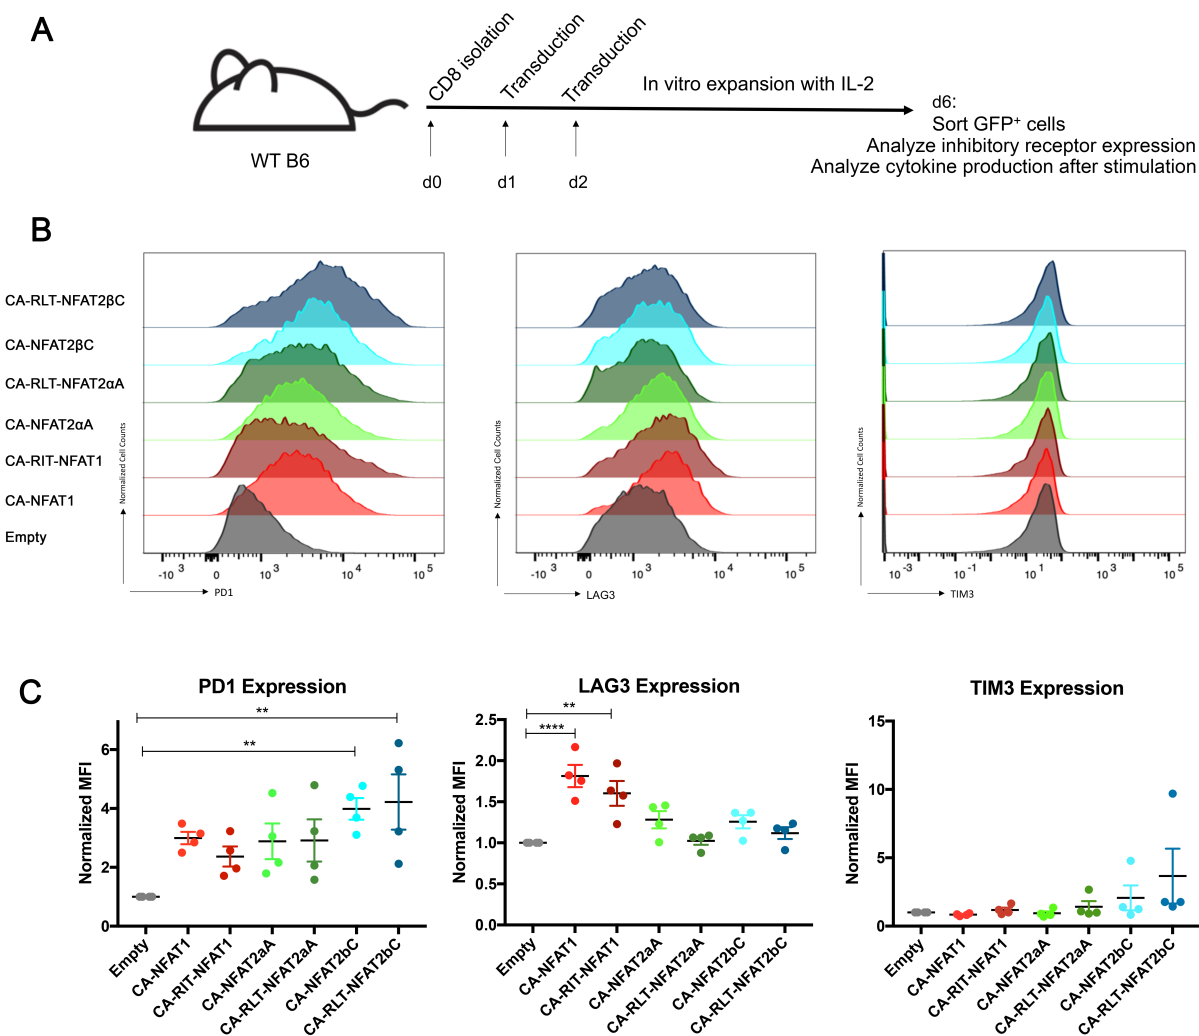 A
CD8 isolation
Transduction
Transduction
In vitro expansion with IL-2
WT B6
d0
d1
d2
d6:
Sort GFP⁺ cells
Analyze inhibitory receptor expression
Analyze cytokine production after stimulation
B
CA-RLT-NFAT2βC
CA-NFAT2βC
CA-RLT-NFAT2αA
CA-NFAT2αA
CA-RIT-NFAT1
CA-NFAT1
Empty
Normalized Cell Counts
-10³ 0 10³ 10⁴ 10⁵
PD1
Normalized Cell Counts
-10³ 0 10³ 10⁴ 10⁵
LAG3
Normalized Cell Counts
10⁻³ 10⁻¹ 10¹ 10³ 10⁵
TIM3
C
PD1 Expression
**
**
Normalized MFI
6
4
2
0
Empty
CA-NFAT1
CA-RIT-NFAT1
CA-NFAT2aA
CA-RLT-NFAT2aA
CA-NFAT2bC
CA-RLT-NFAT2bC
LAG3 Expression
**
****
Normalized MFI
2.5
2.0
1.5
1.0
0.5
0.0
Empty
CA-NFAT1
CA-RIT-NFAT1
CA-NFAT2aA
CA-RLT-NFAT2aA
CA-NFAT2bC
CA-RLT-NFAT2bC
TIM3 Expression
Normalized MFI
15
10
5
0
Empty
CA-NFAT1
CA-RIT-NFAT1
CA-NFAT2aA
CA-RLT-NFAT2aA
CA-NFAT2bC
CA-RLT-NFAT2bC